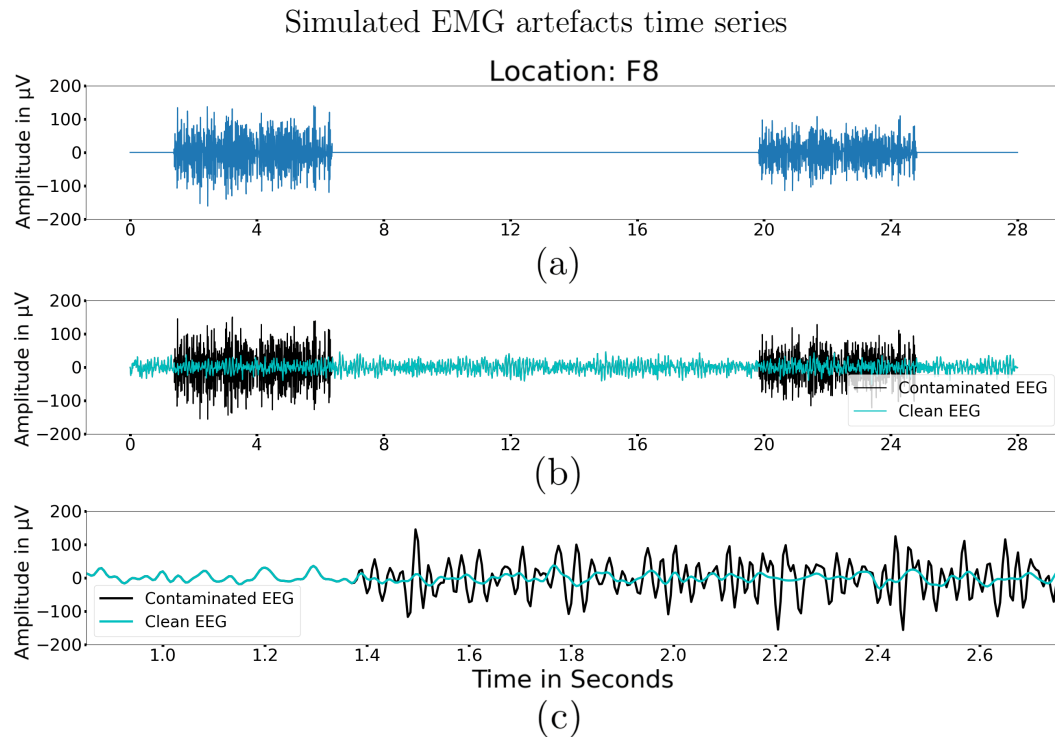 Simulated EMG artefacts time series
Location: F8
Amplitude in µV
200
100
0
−100
−200
0 4 8 12 16 20 24 28
(a)
Amplitude in µV
200
100
0
−100
−200
Contaminated EEG
Clean EEG
0 4 8 12 16 20 24 28
(b)
Amplitude in µV
200
100
0
−100
−200
Contaminated EEG
Clean EEG
1.0 1.2 1.4 1.6 1.8 2.0 2.2 2.4 2.6
Time in Seconds
(c)